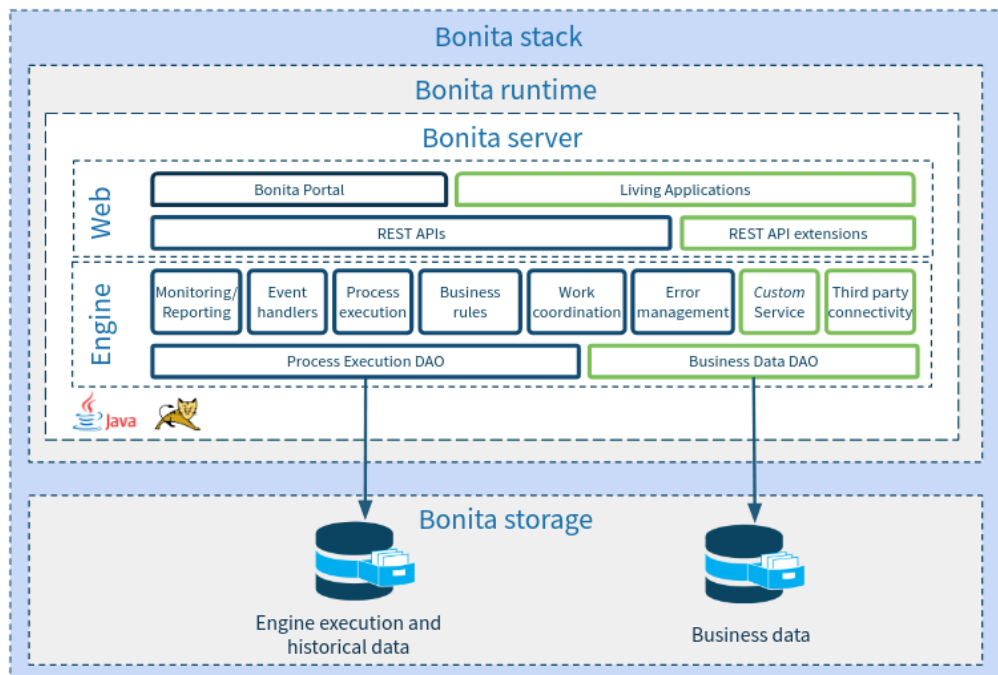 Bonita stack
Bonita runtime
Bonita server
Web
Bonita Portal
Living Applications
REST APIs
REST API extensions
Engine
Monitoring/
Reporting
Event
handlers
Process
execution
Business
rules
Work
coordination
Error
management
Custom
Service
Third party
connectivity
Process Execution DAO
Business Data DAO
Java
Bonita storage
Engine execution and
historical data
Business data